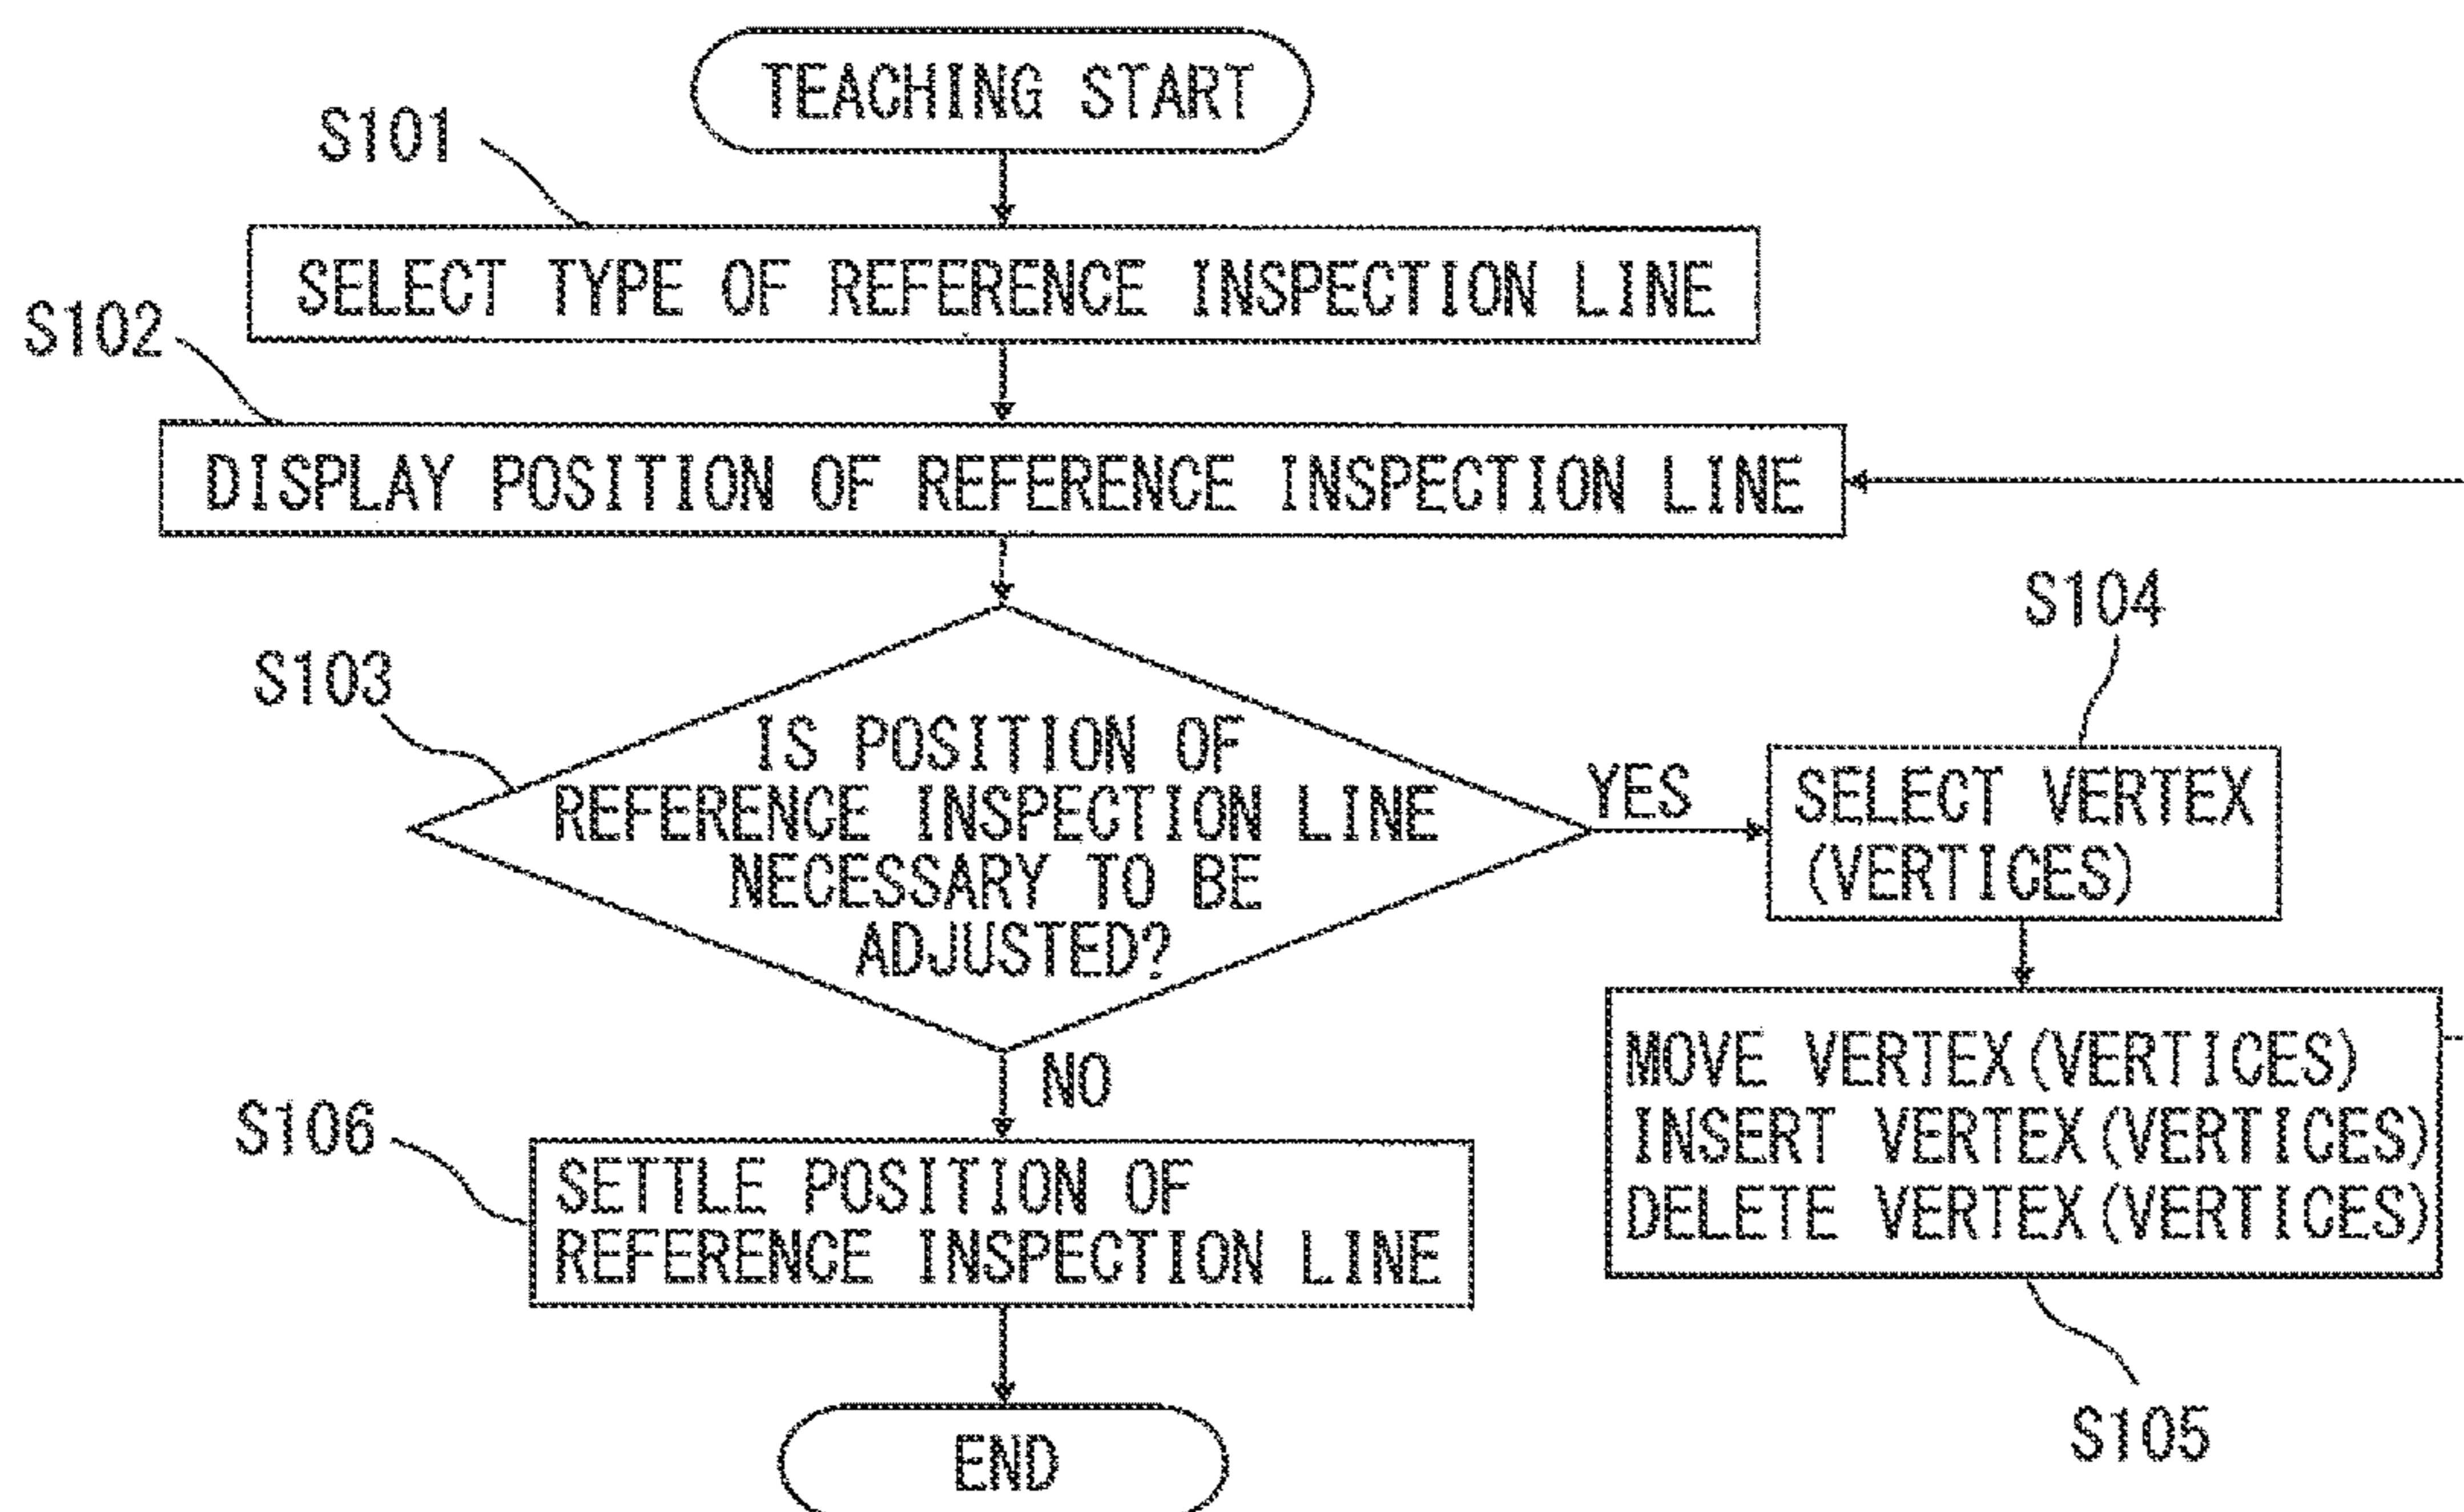 TEACHING START
S101
SELECT TYPE OF REFERENCE INSPECTION LINE
S102
DISPLAY POSITION OF REFERENCE INSPECTION LINE
S103
IS POSITION OF
REFERENCE INSPECTION LINE
NECESSARY TO BE
ADJUSTED?
YES
S104
SELECT VERTEX
(VERTICES)
MOVE VERTEX(VERTICES)
INSERT VERTEX(VERTICES)
DELETE VERTEX(VERTICES)
S105
NO
S106
SETTLE POSITION OF
REFERENCE INSPECTION LINE
END